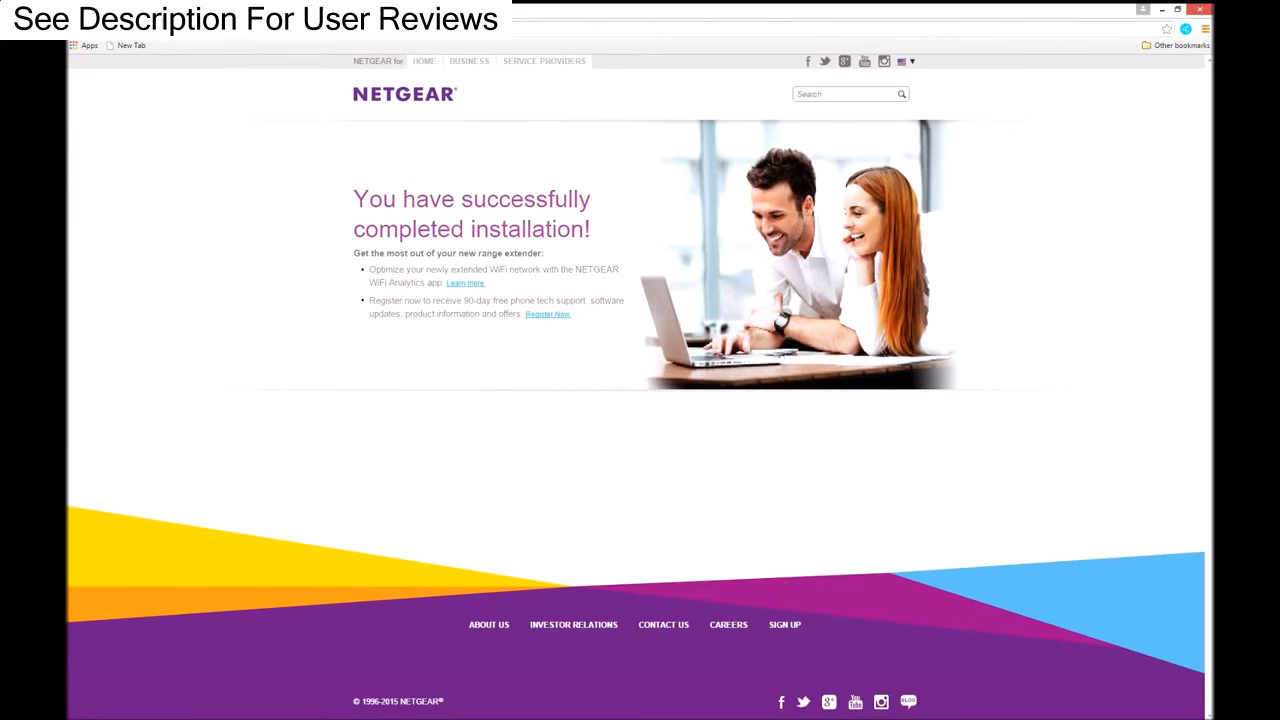 See Description For User Reviews
Apps New Tab Other bookmarks
NETGEAR for HOME BUSINESS SERVICE PROVIDERS
NETGEAR®
Search
You have successfully
completed installation!
Get the most out of your new range extender:
• Optimize your newly extended WiFi network with the NETGEAR
WiFi Analytics app. Learn more.
• Register now to receive 90-day free phone tech support, software
updates, product information and offers. Register Now.
ABOUT US INVESTOR RELATIONS CONTACT US CAREERS SIGN UP
© 1996-2015 NETGEAR®
You Tube
BLOG